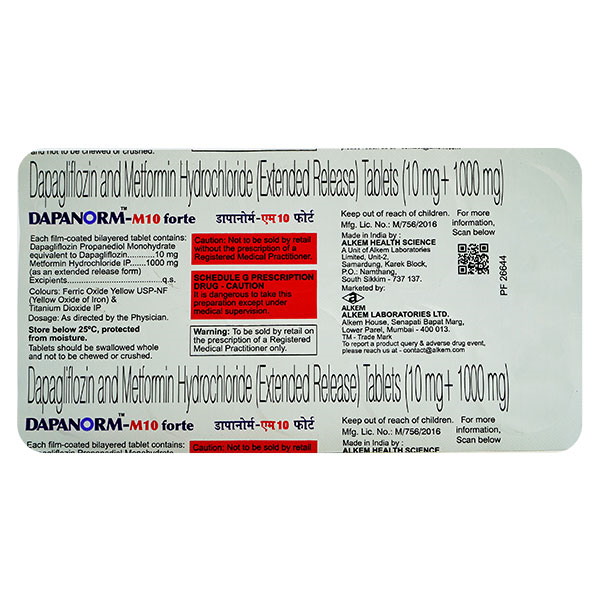 and not to be chewed or crushed.
Dapagliflozin and Metformin Hydrochloride (Extended Release) Tablets (10 mg + 1000 mg)
DAPANORM™-M10 forte डापानोर्म-एम 10 फोर्ट
Each film-coated bilayered tablet contains:
Dapagliflozin Propanediol Monohydrate
equivalent to Dapagliflozin..........10 mg
Metformin Hydrochloride IP......1000 mg
(as an extended release form)
Excipients..................................q.s.
Colours: Ferric Oxide Yellow USP-NF
(Yellow Oxide of Iron) &
Titanium Dioxide IP
Dosage: As directed by the Physician.
Store below 25°C, protected
from moisture.
Tablets should be swallowed whole
and not to be chewed or crushed.
Caution: Not to be sold by retail
without the prescription of a
Registered Medical Practitioner.
SCHEDULE G PRESCRIPTION
DRUG - CAUTION
It is dangerous to take this
preparation except under
medical supervision.
Warning: To be sold by retail on
the prescription of a Registered
Medical Practitioner only.
Keep out of reach of children.
Mfg. Lic. No.: M/756/2016
Made in India by :
ALKEM HEALTH SCIENCE
A Unit of Alkem Laboratories
Limited, Unit-2,
Samardung, Karek Block,
P.O.: Namthang,
South Sikkim - 737 137.
Marketed by:
ALKEM
ALKEM LABORATORIES LTD.
Alkem House, Senapati Bapat Marg,
Lower Parel, Mumbai - 400 013.
TM - Trade Mark
To report a product query & adverse drug event,
please reach us at - contact@alkem.com
For more
information,
Scan below
PF 26644
Dapagliflozin and Metformin Hydrochloride (Extended Release) Tablets (10 mg + 1000 mg)
DAPANORM™-M10 forte डापानोर्म-एम 10 फोर्ट
Each film-coated bilayered tablet contains:
Dapagliflozin Propanediol Monohydrate
Caution: Not to be sold by retail
Keep out of reach of children.
Mfg. Lic. No.: M/756/2016
Made in India by :
ALKEM HEALTH SCIENCE
For more
information,
Scan below